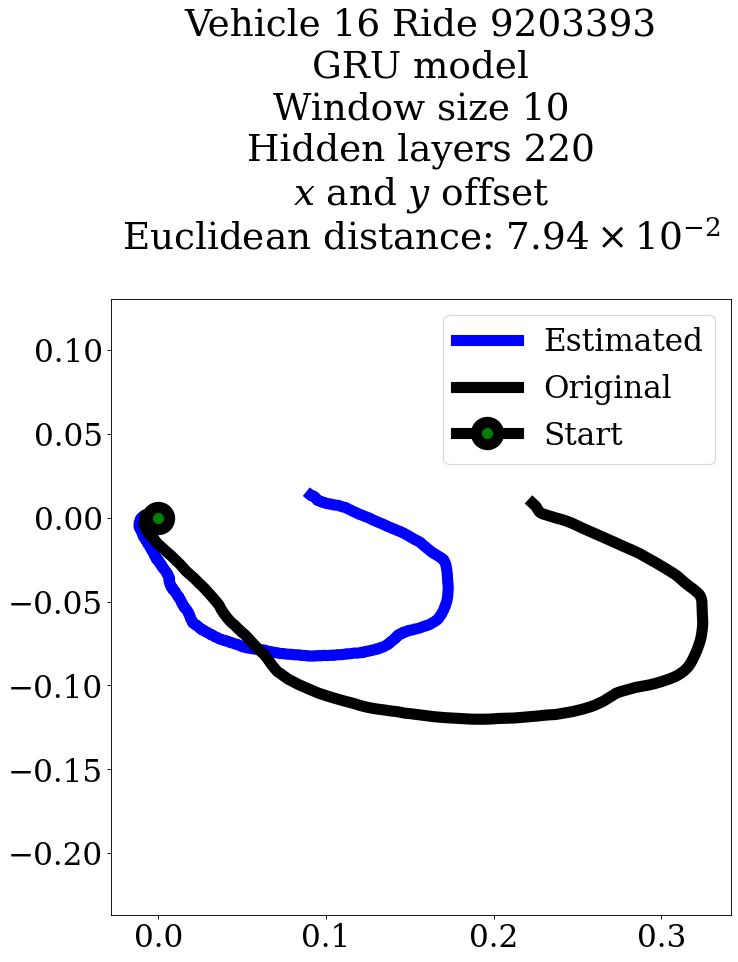 Vehicle 16 Ride 9203393
GRU model
Window size 10
Hidden layers 220
x and y offset
Euclidean distance: 7.94 × 10⁻²
Estimated
Original
Start
0.10
0.05
0.00
−0.05
−0.10
−0.15
−0.20
0.0 0.1 0.2 0.3